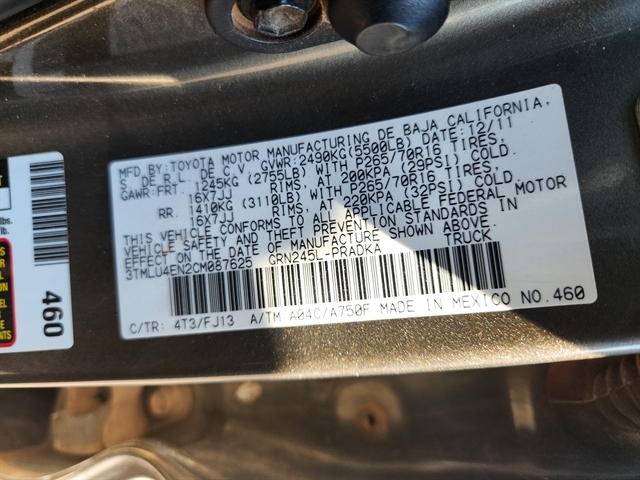 MFD.BY:TOYOTA MOTOR MANUFACTURING DE BAJA CALIFORNIA,
S. DE R.L. DE C.V. GVWR:2490KG(5500LB) DATE:12/11
GAWR:FRT. 1245KG (2755LB) WITH P265/70R16 TIRES,
16X7JJ RIMS, AT 200KPA (29PSI) COLD.
RR. 1410KG (3110LB) WITH P265/70R16 TIRES,
16X7JJ RIMS, AT 220KPA (32PSI) COLD.
THIS VEHICLE CONFORMS TO ALL APPLICABLE FEDERAL MOTOR
VEHICLE SAFETY AND THEFT PREVENTION STANDARDS IN
EFFECT ON THE DATE OF MANUFACTURE SHOWN ABOVE.
3TMLU4EN2CM087625 GRN245L-PRADKA TRUCK
C/TR: 4T3/FJ13 A/TM A04C/A750F MADE IN MEXICO NO.460
lbs.
lb.
460